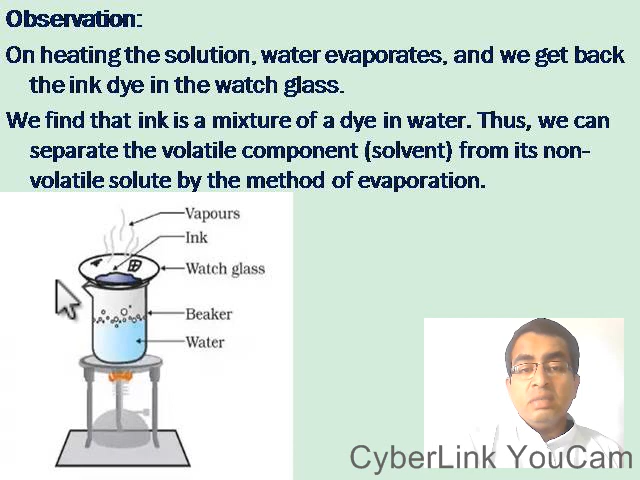 Observation:
On heating the solution, water evaporates, and we get back
the ink dye in the watch glass.
We find that ink is a mixture of a dye in water. Thus, we can
separate the volatile component (solvent) from its non-
volatile solute by the method of evaporation.
Vapours
Ink
Watch glass
Beaker
Water
CyberLink YouCam